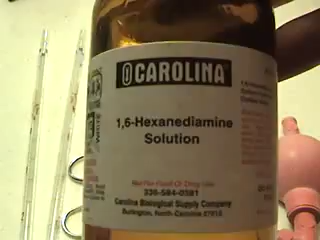 CAROLINA
1,6-Hexanediamine
Solution
Not For Food Or Drug Use
336-584-0381
Carolina Biological Supply Company
Burlington, North Carolina 27215
WHITE